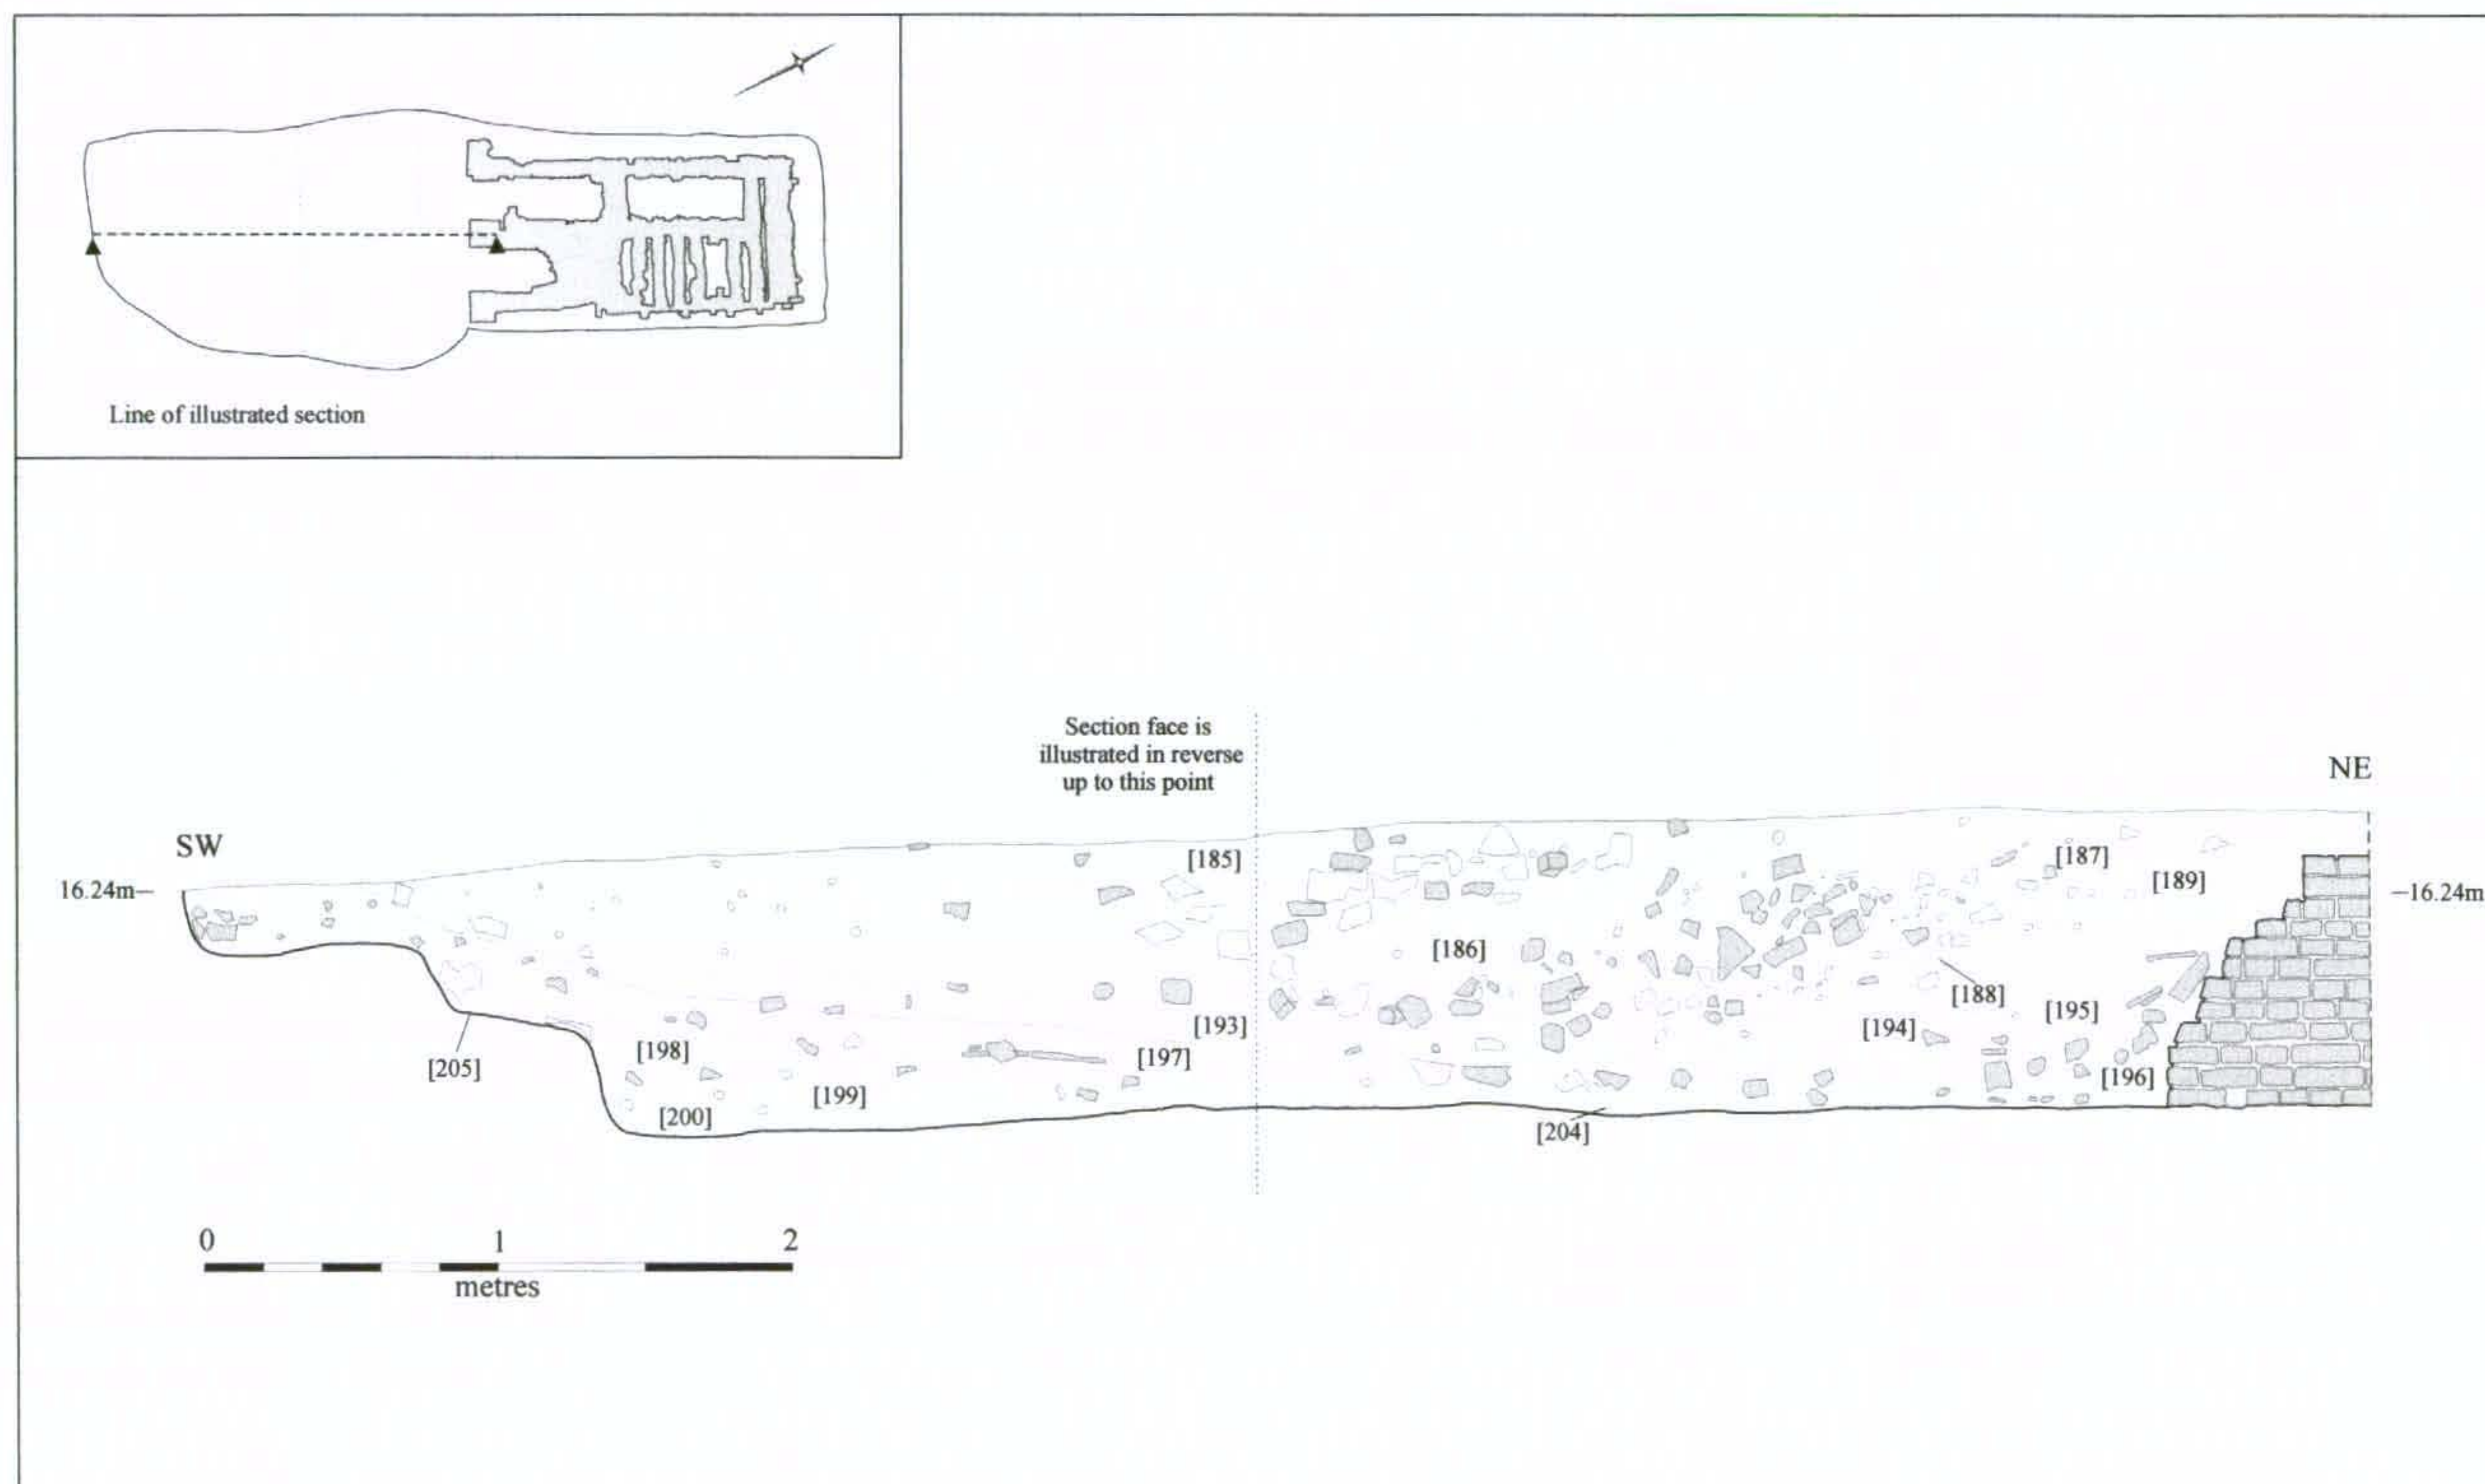 Line of illustrated section
Section face is
illustrated in reverse
up to this point
NE
SW
[185]
[187]
[189]
16.24m
16.24m
[186]
[188]
[195]
[193]
[194]
[198]
[197]
[205]
[196]
[199]
[200]
[204]
0 1 2
metres